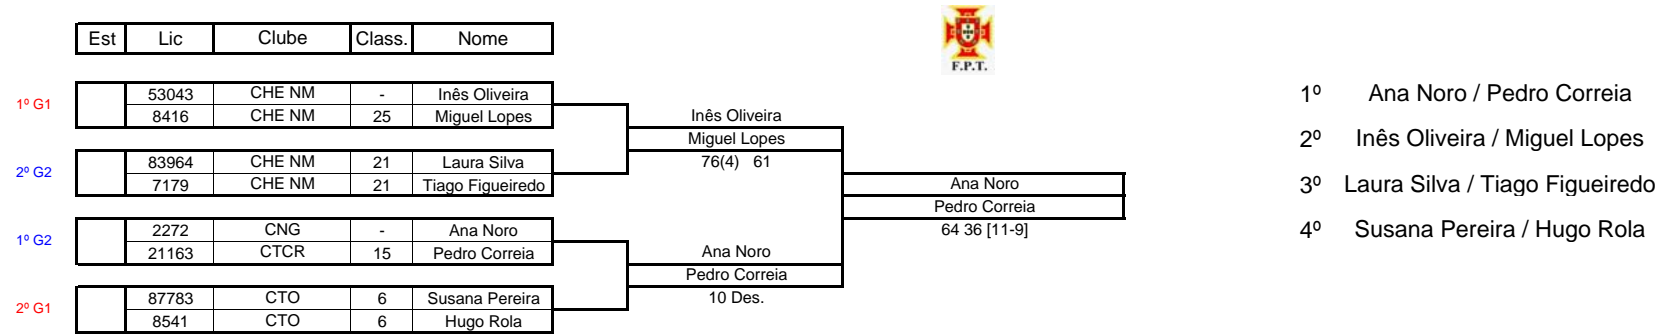 Est Lic Clube Class. Nome
F.P.T.
1º G1
53043 CHE NM - Inês Oliveira
8416 CHE NM 25 Miguel Lopes
2º G2
83964 CHE NM 21 Laura Silva
7179 CHE NM 21 Tiago Figueiredo
1º G2
2272 CNG - Ana Noro
21163 CTCR 15 Pedro Correia
2º G1
87783 CTO 6 Susana Pereira
8541 CTO 6 Hugo Rola
Inês Oliveira
Miguel Lopes
76(4) 61
Ana Noro
Pedro Correia
10 Des.
Ana Noro
Pedro Correia
64 36 [11-9]
1º Ana Noro / Pedro Correia
2º Inês Oliveira / Miguel Lopes
3º Laura Silva / Tiago Figueiredo
4º Susana Pereira / Hugo Rola